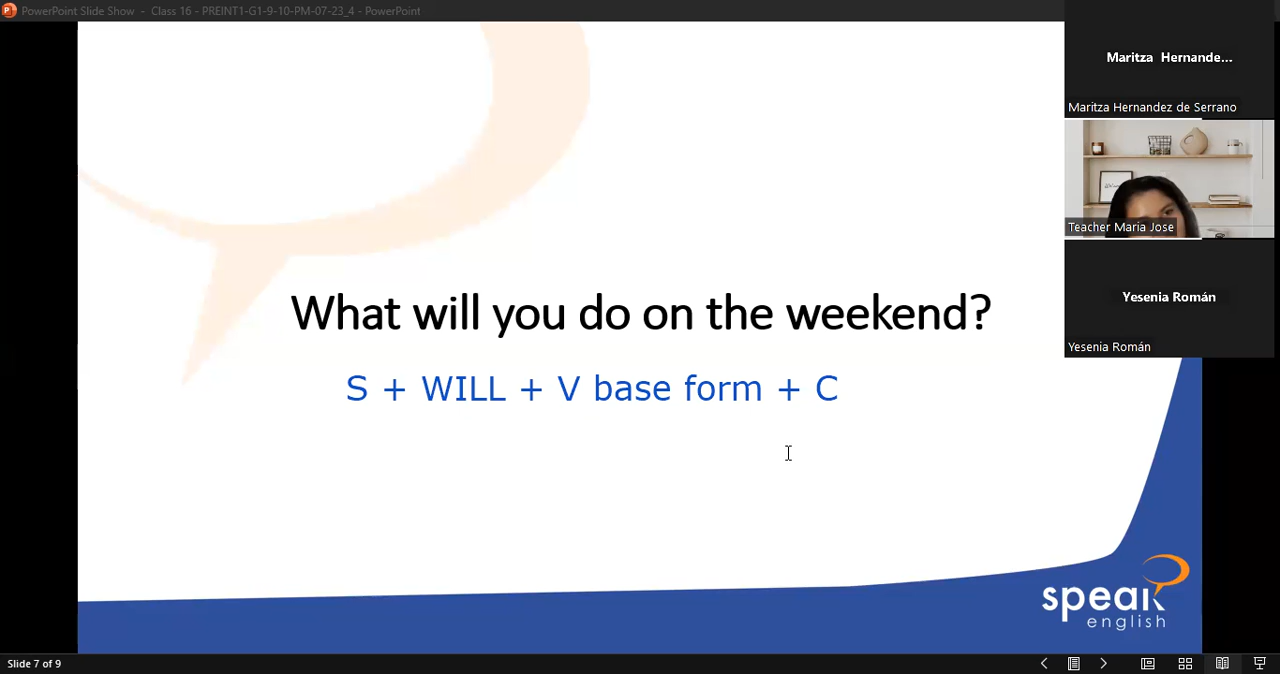 PowerPoint Slide Show - Class 16 - PREINT1-G1-9-10-PM-07-23_4 - PowerPoint
Maritza Hernande...
Maritza Hernandez de Serrano
Teacher Maria Jose
Yesenia Román
Yesenia Román
What will you do on the weekend?
S + WILL + V base form + C
speak
english
Slide 7 of 9